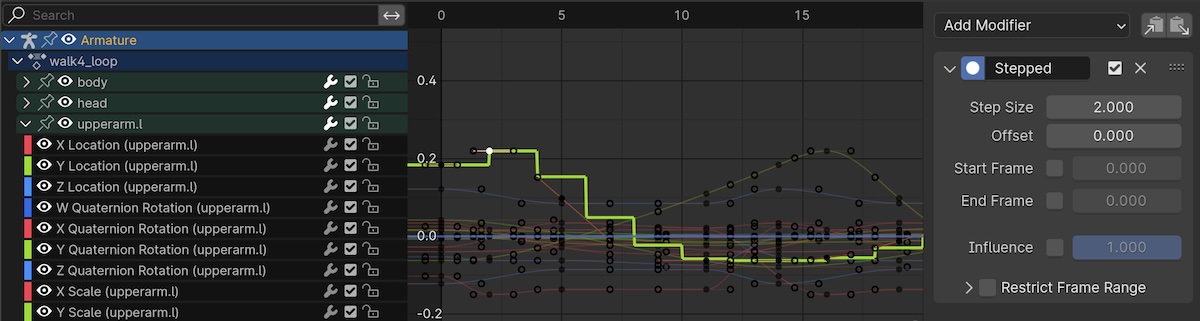 Search
Armature
walk4_loop
body
head
upperarm.l
X Location (upperarm.l)
Y Location (upperarm.l)
Z Location (upperarm.l)
W Quaternion Rotation (upperarm.l)
X Quaternion Rotation (upperarm.l)
Y Quaternion Rotation (upperarm.l)
Z Quaternion Rotation (upperarm.l)
X Scale (upperarm.l)
Y Scale (upperarm.l)
0 5 10 15
0.4
0.2
0.0
-0.2
Add Modifier
Stepped
Step Size 2.000
Offset 0.000
Start Frame 0.000
End Frame 0.000
Influence 1.000
Restrict Frame Range